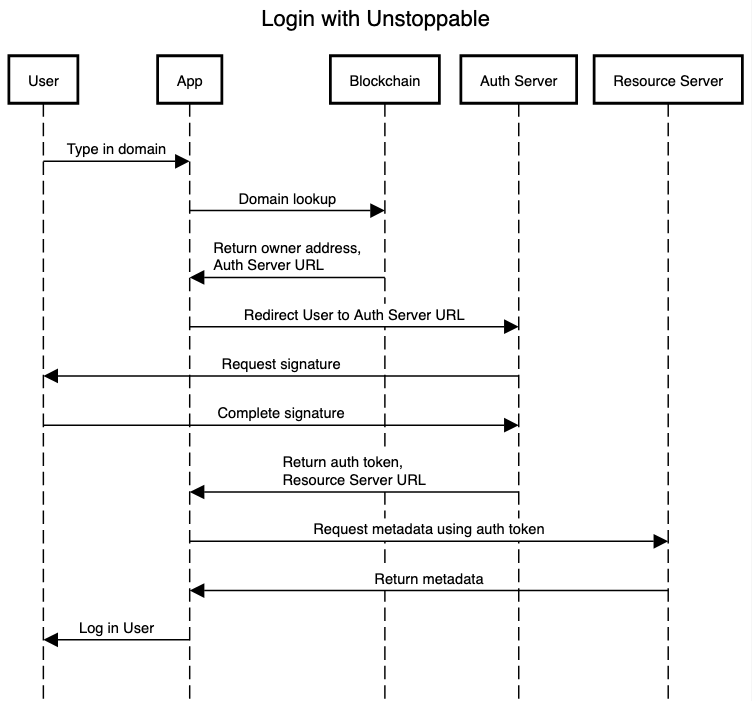 Login with Unstoppable
User
App
Blockchain
Auth Server
Resource Server
Type in domain
Domain lookup
Return owner address,
Auth Server URL
Redirect User to Auth Server URL
Request signature
Complete signature
Return auth token,
Resource Server URL
Request metadata using auth token
Return metadata
Log in User